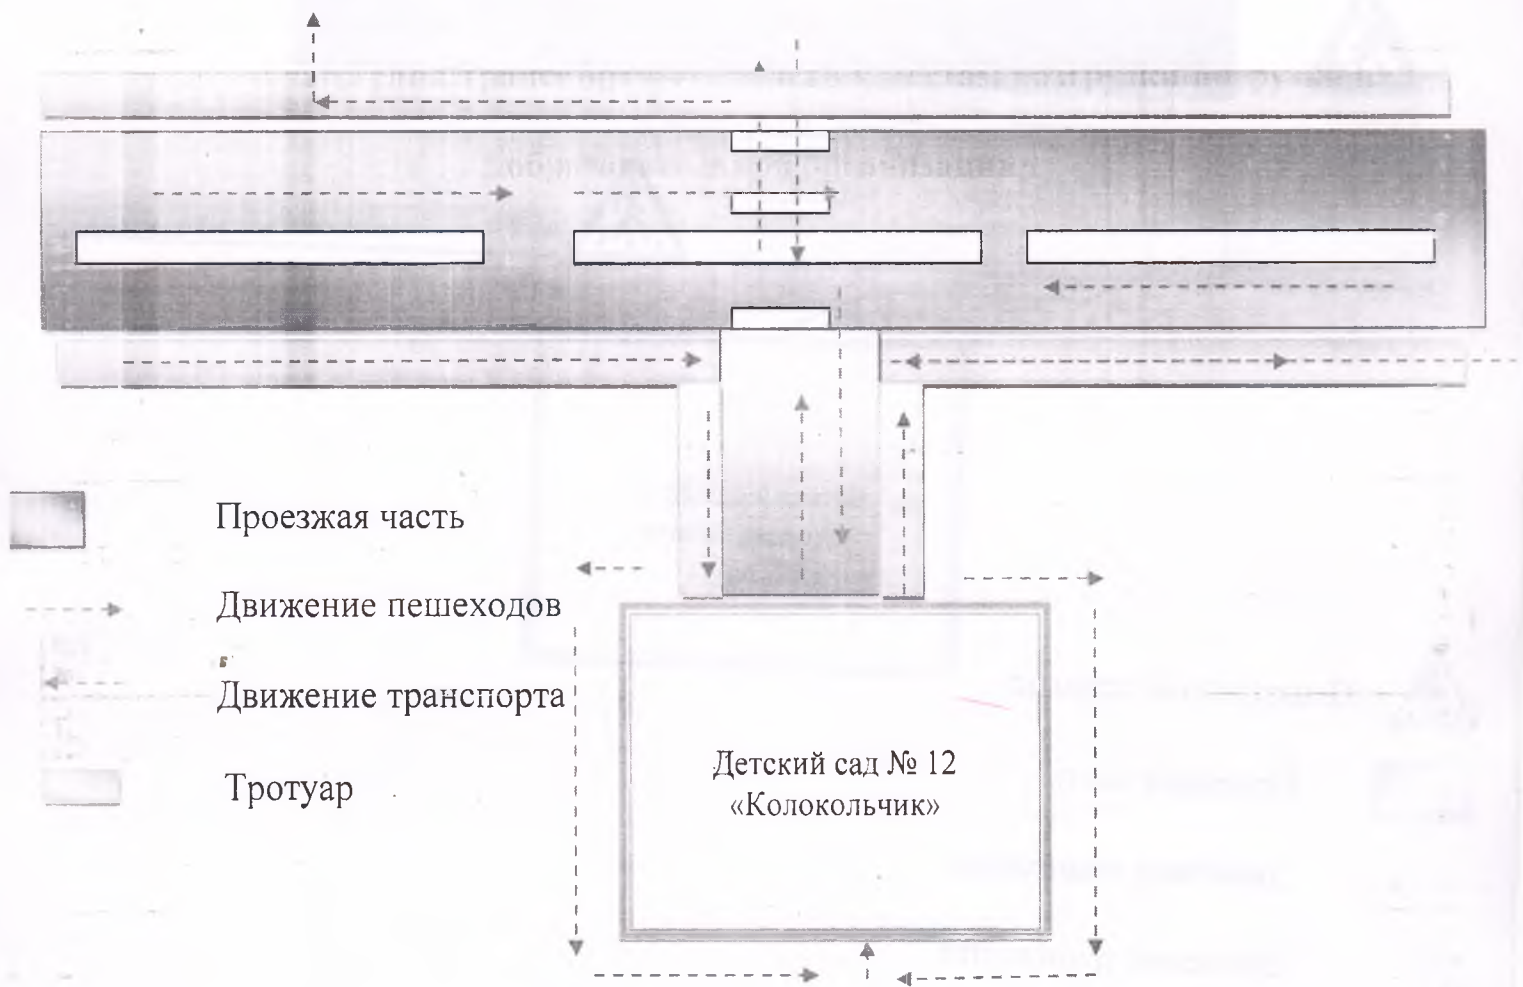 Проезжая часть
Движение пешеходов
Движение транспорта
Тротуар
Детский сад № 12
«Колокольчик»